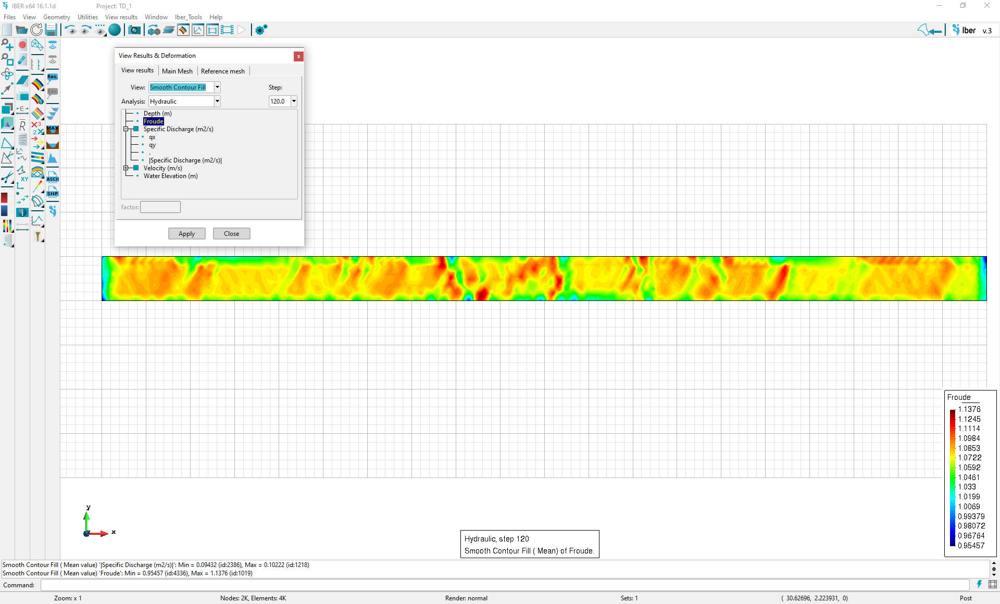 IBER x64 16.1.1d Project: TD_1
Files View Geometry Utilities View results Window Iber_Tools Help
Iber v.3
View Results & Deformation
x
View results Main Mesh Reference mesh
View: Smooth Contour Fill Step:
Analysis: Hydraulic 120.0
Depth (m)
Froude
Specific Discharge (m2/s)
qx
qy
.
|Specific Discharge (m2/s)|
Velocity (m/s)
Water Elevation (m)
factor:
Apply Close
Res.
Res.
E
R
X3
2X
MAX
XY
ASCII
SHP
i
Froude
1.1376
1.1245
1.1114
1.0984
1.0853
1.0722
1.0592
1.0461
1.033
1.0199
1.0069
0.99379
0.98072
0.96764
0.95457
y
z x
Hydraulic, step 120
Smooth Contour Fill ( Mean) of Froude.
Smooth Contour Fill ( Mean value) '|Specific Discharge (m2/s)|': Min = 0.09432 (id:2386), Max = 0.10222 (id:1218)
Smooth Contour Fill ( Mean value) 'Froude': Min = 0.95457 (id:4336), Max = 1.1376 (id:1019)
Command:
Zoom: x 1 Nodes: 2K, Elements: 4K Render: normal Sets: 1 ( 30.62696, 2.223931, 0) Post